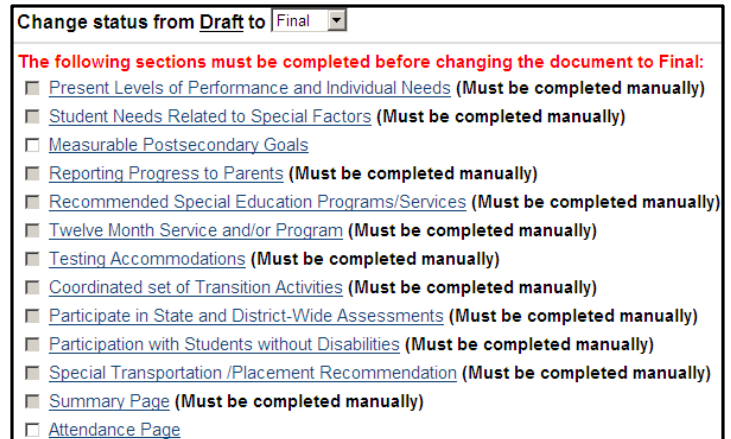 Change status from Draft to Final
The following sections must be completed before changing the document to Final:
Present Levels of Performance and Individual Needs (Must be completed manually)
Student Needs Related to Special Factors (Must be completed manually)
Measurable Postsecondary Goals
Reporting Progress to Parents (Must be completed manually)
Recommended Special Education Programs/Services (Must be completed manually)
Twelve Month Service and/or Program (Must be completed manually)
Testing Accommodations (Must be completed manually)
Coordinated set of Transition Activities (Must be completed manually)
Participate in State and District-Wide Assessments (Must be completed manually)
Participation with Students without Disabilities (Must be completed manually)
Special Transportation /Placement Recommendation (Must be completed manually)
Summary Page (Must be completed manually)
Attendance Page